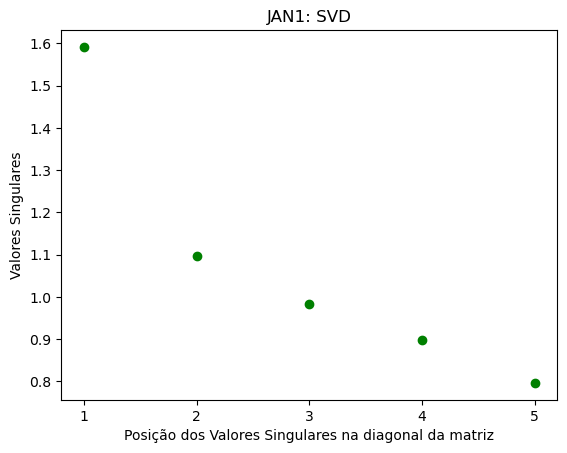 JAN1: SVD
Valores Singulares
1.6
1.5
1.4
1.3
1.2
1.1
1.0
0.9
0.8
1 2 3 4 5
Posição dos Valores Singulares na diagonal da matriz